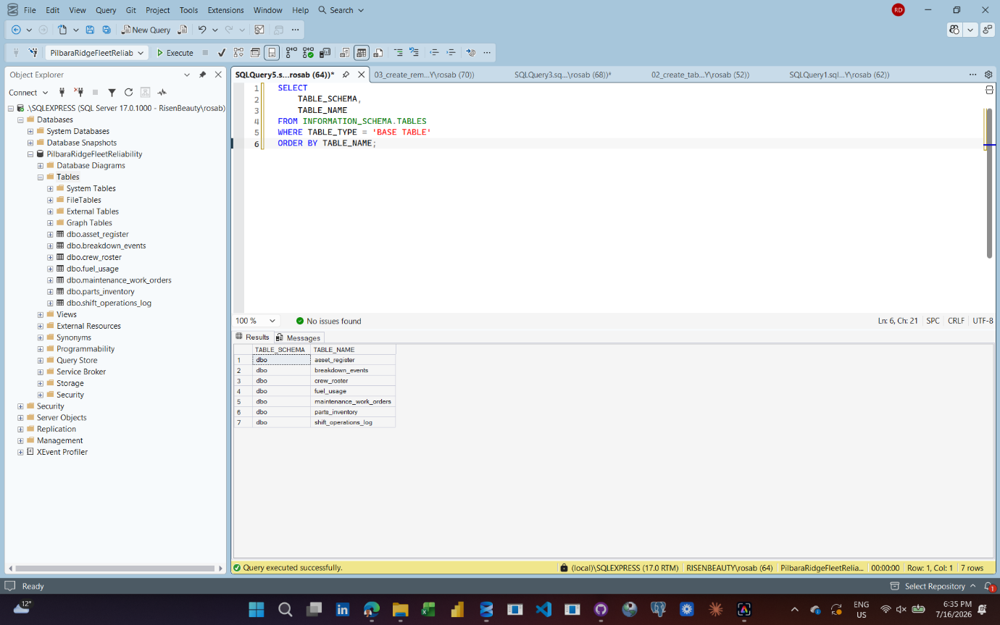 File Edit View Query Git Project Tools Extensions Window Help Search RD
New Query
PilbaraRidgeFleetReliab Execute
Object Explorer
Connect
.\SQLEXPRESS (SQL Server 17.0.1000 - RisenBeauty\rosab)
Databases
System Databases
Database Snapshots
PilbaraRidgeFleetReliability
Database Diagrams
Tables
System Tables
FileTables
External Tables
Graph Tables
dbo.asset_register
dbo.breakdown_events
dbo.crew_roster
dbo.fuel_usage
dbo.maintenance_work_orders
dbo.parts_inventory
dbo.shift_operations_log
Views
External Resources
Synonyms
Programmability
Query Store
Service Broker
Storage
Security
Security
Server Objects
Replication
Management
XEvent Profiler
SQLQuery5.s...rosab (64))* 03_create_rem...Y\rosab (70)) SQLQuery3.sq...\rosab (68))* 02_create_tab...Y\rosab (52)) SQLQuery1.sql...Y\rosab (62))
1 SELECT
2 TABLE_SCHEMA,
3 TABLE_NAME
4 FROM INFORMATION_SCHEMA.TABLES
5 WHERE TABLE_TYPE = 'BASE TABLE'
6 ORDER BY TABLE_NAME;
100 % No issues found Ln: 6, Ch: 21 SPC CRLF UTF-8
Results Messages
TABLE_SCHEMA TABLE_NAME
1 dbo asset_register
2 dbo breakdown_events
3 dbo crew_roster
4 dbo fuel_usage
5 dbo maintenance_work_orders
6 dbo parts_inventory
7 dbo shift_operations_log
Query executed successfully. (local)\SQLEXPRESS (17.0 RTM) RISENBEAUTY\rosab (64) PilbaraRidgeFleetRelia... 00:00:00 Row: 1, Col: 1 7 rows
Ready Select Repository 1
12° ENG 6:35 PM
US 7/16/2026